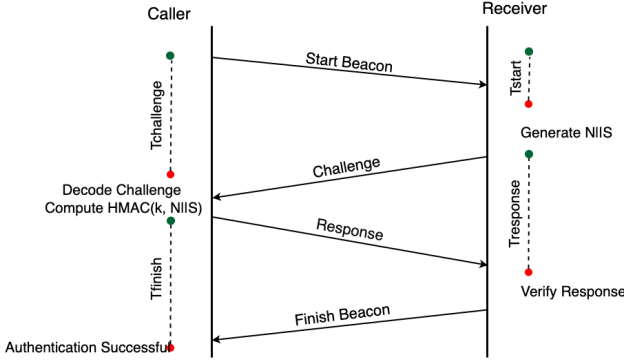 Caller
Receiver
Start Beacon
Tchallenge
Tstart
Generate NIIS
Challenge
Decode Challenge
Compute HMAC(k, NIIS)
Response
Tresponse
Tfinish
Verify Response
Finish Beacon
Authentication Successful